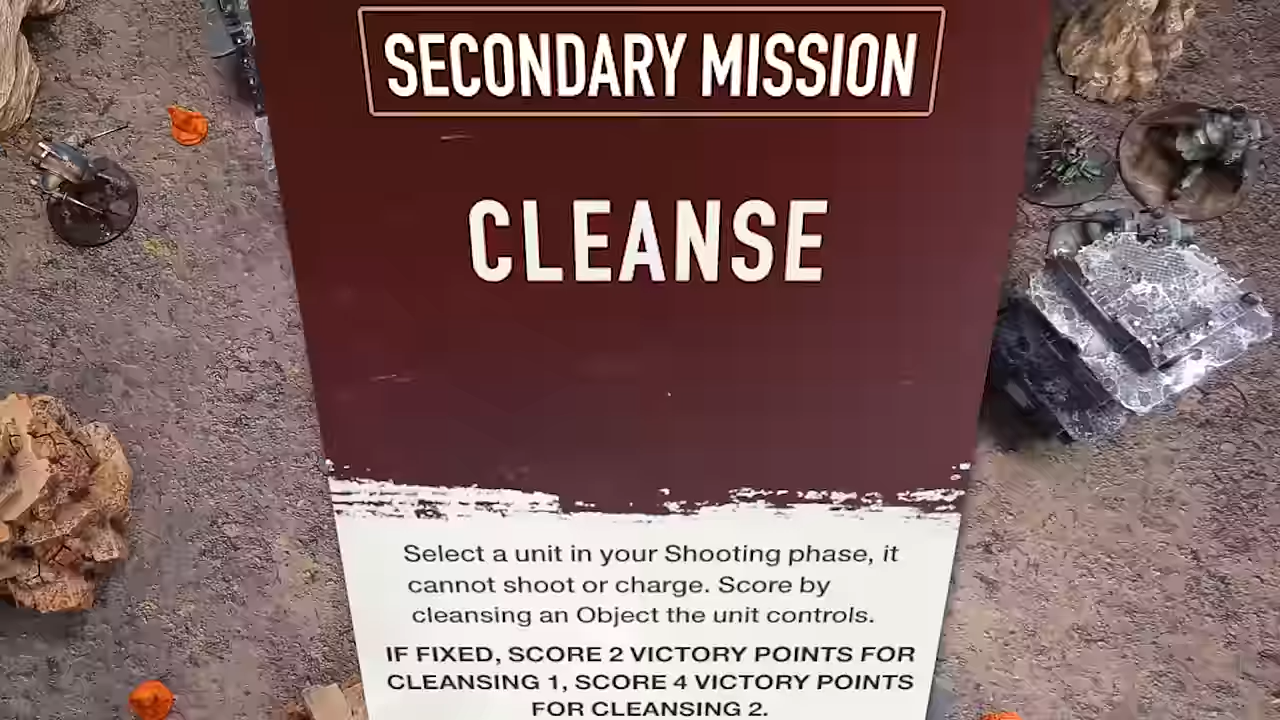 SECONDARY MISSION
CLEANSE
Select a unit in your Shooting phase, it
cannot shoot or charge. Score by
cleansing an Object the unit controls.
IF FIXED, SCORE 2 VICTORY POINTS FOR
CLEANSING 1, SCORE 4 VICTORY POINTS
FOR CLEANSING 2.